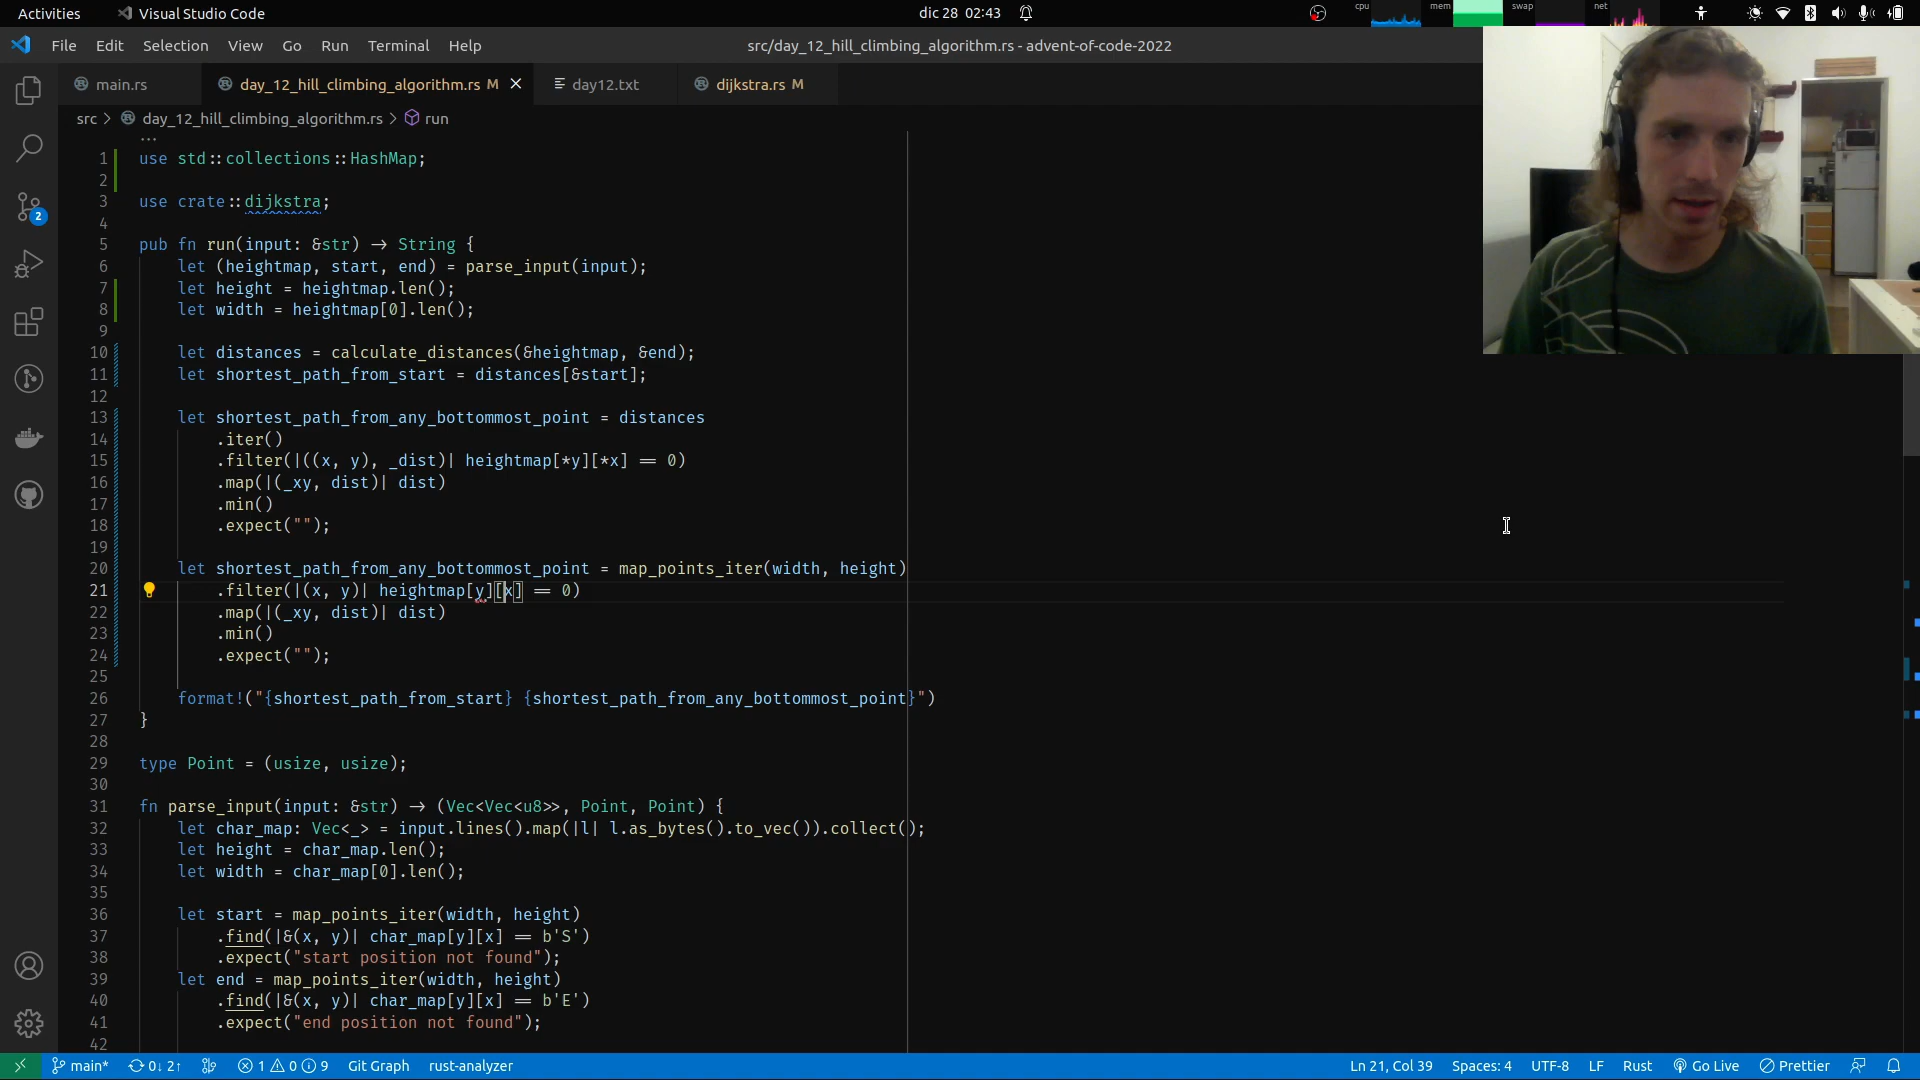 Activities Visual Studio Code dic 28 02:43 cpu mem swap net
File Edit Selection View Go Run Terminal Help src/day_12_hill_climbing_algorithm.rs - advent-of-code-2022
main.rs day_12_hill_climbing_algorithm.rs M day12.txt dijkstra.rs M
src > day_12_hill_climbing_algorithm.rs > run
1 use std::collections::HashMap;
2
3 use crate::dijkstra;
4
5 pub fn run(input: &str) -> String {
6 let (heightmap, start, end) = parse_input(input);
7 let height = heightmap.len();
8 let width = heightmap[0].len();
9
10 let distances = calculate_distances(&heightmap, &end);
11 let shortest_path_from_start = distances[&start];
12
13 let shortest_path_from_any_bottommost_point = distances
14 .iter()
15 .filter(|((x, y), _dist)| heightmap[*y][*x] == 0)
16 .map(|(_xy, dist)| dist)
17 .min()
18 .expect("");
19
20 let shortest_path_from_any_bottommost_point = map_points_iter(width, height)
21 .filter(|(x, y)| heightmap[y][x] == 0)
22 .map(|(_xy, dist)| dist)
23 .min()
24 .expect("");
25
26 format!("{shortest_path_from_start} {shortest_path_from_any_bottommost_point}")
27 }
28
29 type Point = (usize, usize);
30
31 fn parse_input(input: &str) -> (Vec<Vec<u8>>, Point, Point) {
32 let char_map: Vec<_> = input.lines().map(|l| l.as_bytes().to_vec()).collect();
33 let height = char_map.len();
34 let width = char_map[0].len();
35
36 let start = map_points_iter(width, height)
37 .find(|&(x, y)| char_map[y][x] == b'S')
38 .expect("start position not found");
39 let end = map_points_iter(width, height)
40 .find(|&(x, y)| char_map[y][x] == b'E')
41 .expect("end position not found");
42
2
main* 0↓ 2↑ 1 0 9 Git Graph rust-analyzer Ln 21, Col 39 Spaces: 4 UTF-8 LF Rust Go Live Prettier